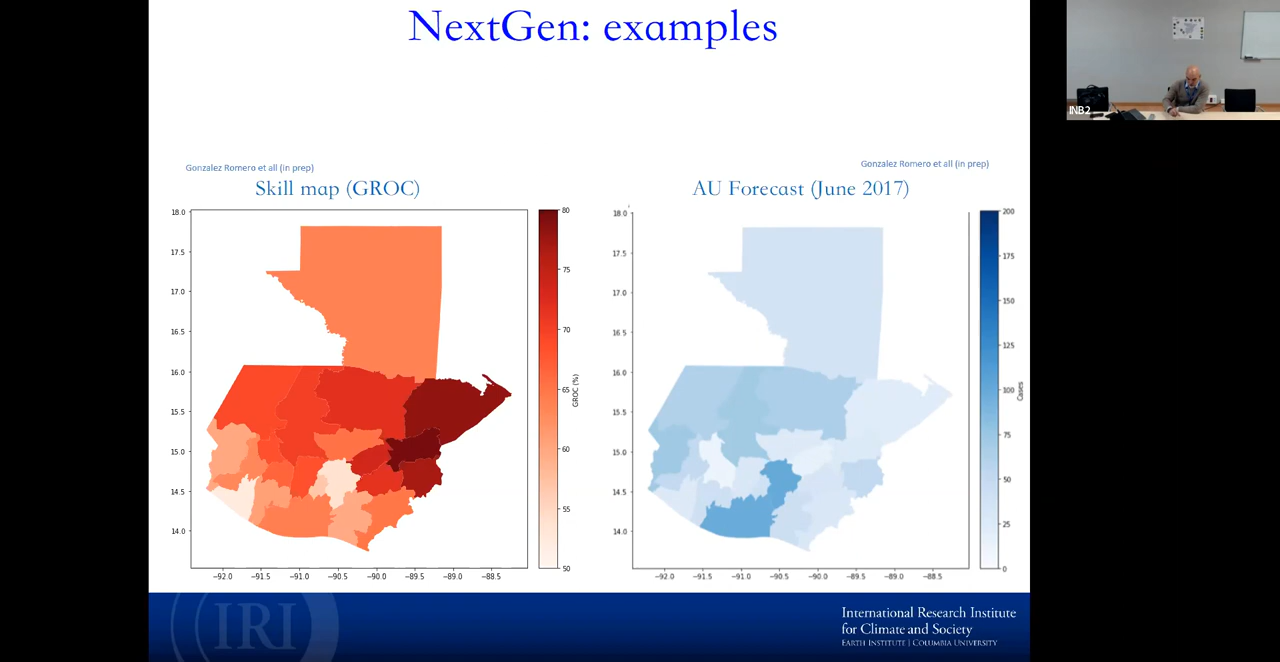 NextGen: examples
INB2
Gonzalez Romero et all (in prep)
Skill map (GROC)
18.0
17.5
17.0
16.5
16.0
15.5
15.0
14.5
14.0
−92.0 −91.5 −91.0 −90.5 −90.0 −89.5 −89.0 −88.5
80
75
70
65
60
55
50
GROC (%)
Gonzalez Romero et all (in prep)
AU Forecast (June 2017)
18.0
17.5
17.0
16.5
16.0
15.5
15.0
14.5
14.0
−92.0 −91.5 −91.0 −90.5 −90.0 −89.5 −89.0 −88.5
200
175
150
125
100
75
50
25
0
Cases
IRI
International Research Institute
for Climate and Society
EARTH INSTITUTE | COLUMBIA UNIVERSITY